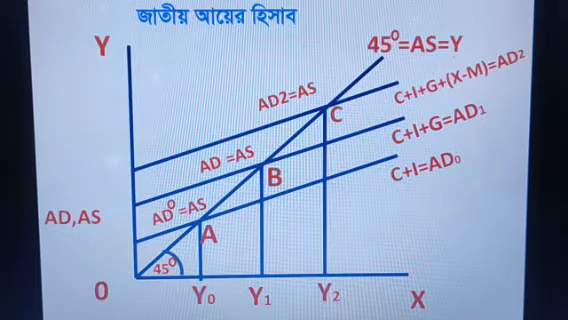 জাতীয় আয়ের হিসাব
Y
45⁰=AS=Y
C+I+G+(X-M)=AD2
AD2=AS
C
C+I+G=AD₁
AD =AS
B
C+I=AD₀
AD⁰=AS
AD,AS
A
45⁰
0
Y₀
Y₁
Y₂
X